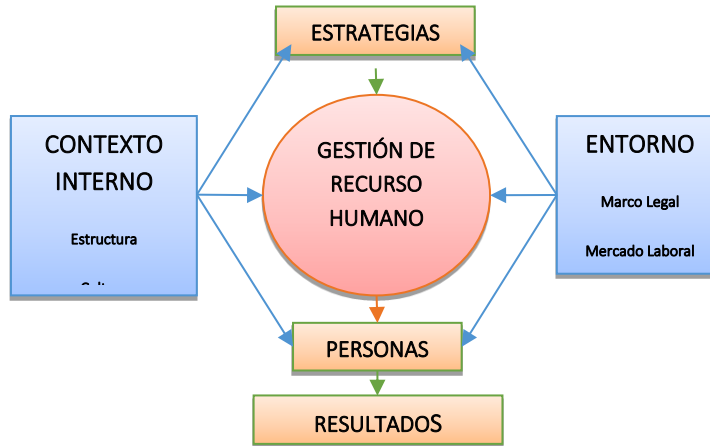 ESTRATEGIAS
CONTEXTO
INTERNO
Estructura
GESTIÓN DE
RECURSO
HUMANO
ENTORNO
Marco Legal
Mercado Laboral
PERSONAS
RESULTADOS